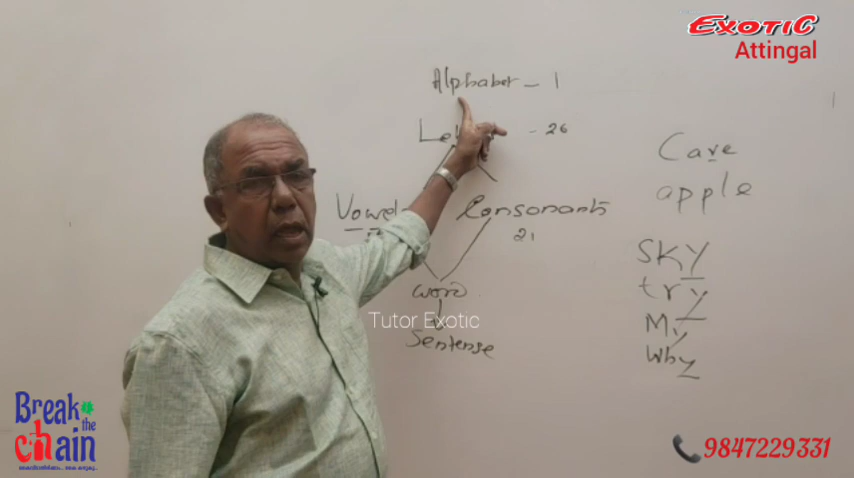 EXOTIC
Attingal
Alphabet - 1
- 26
Vowel
Consonants
21
word
Sentense
Care
apple
SKY
try
My
Why
Tutor Exotic
Break
the
chain
9847229331